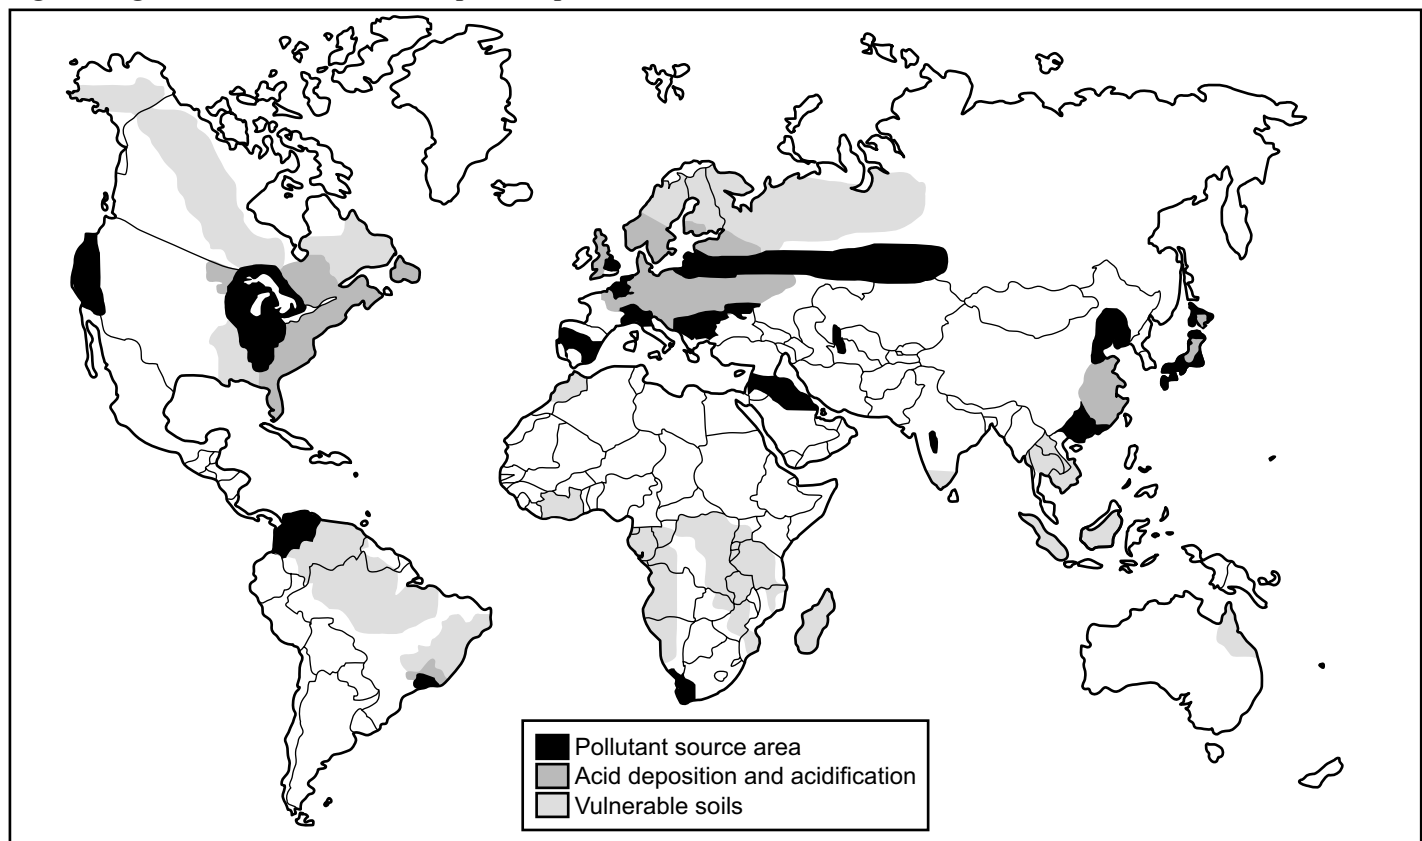 Pollutant source area
Acid deposition and acidification
Vulnerable soils